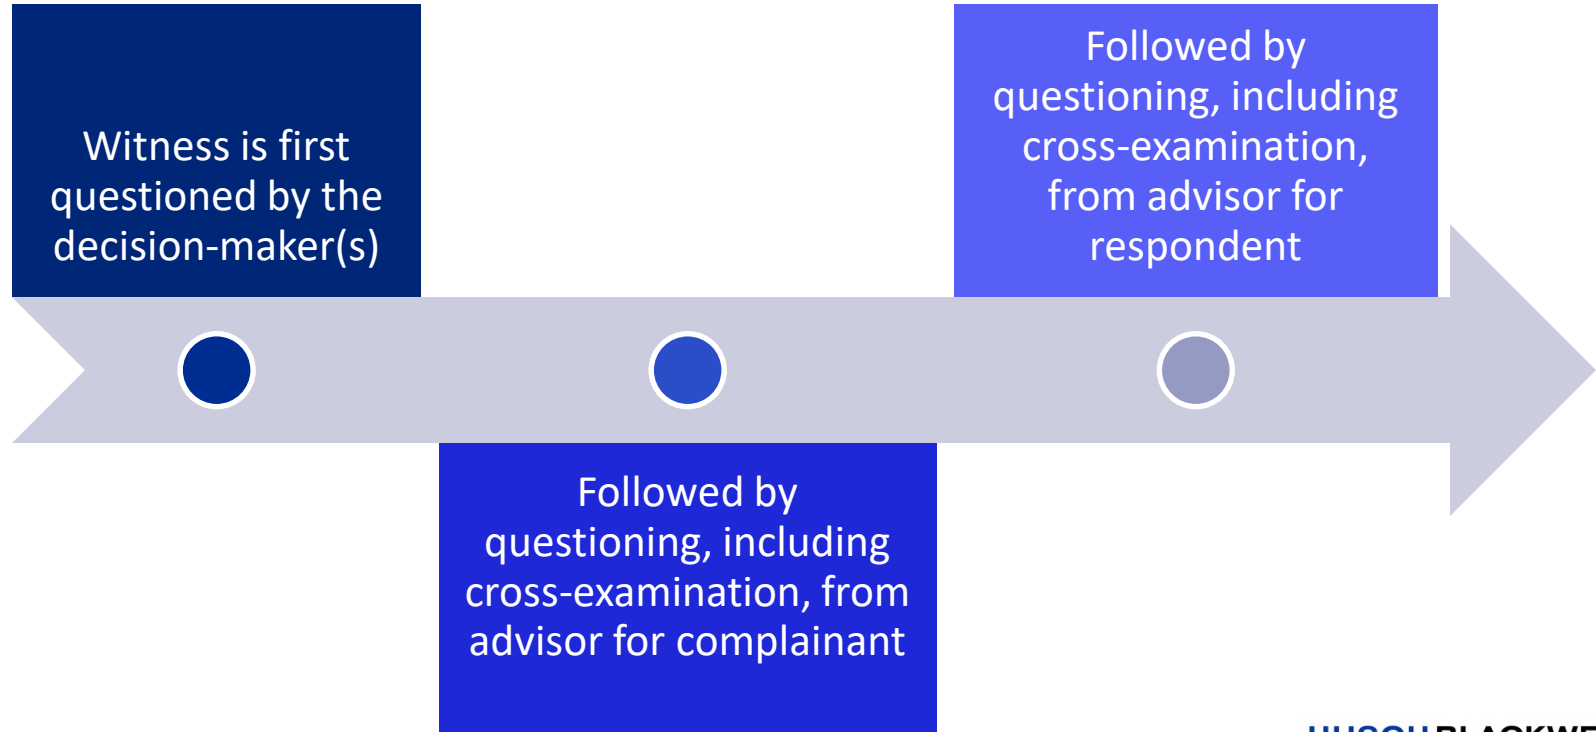 Witness is first
questioned by the
decision-maker(s)
Followed by
questioning, including
cross-examination, from
advisor for complainant
Followed by
questioning, including
cross-examination,
from advisor for
respondent